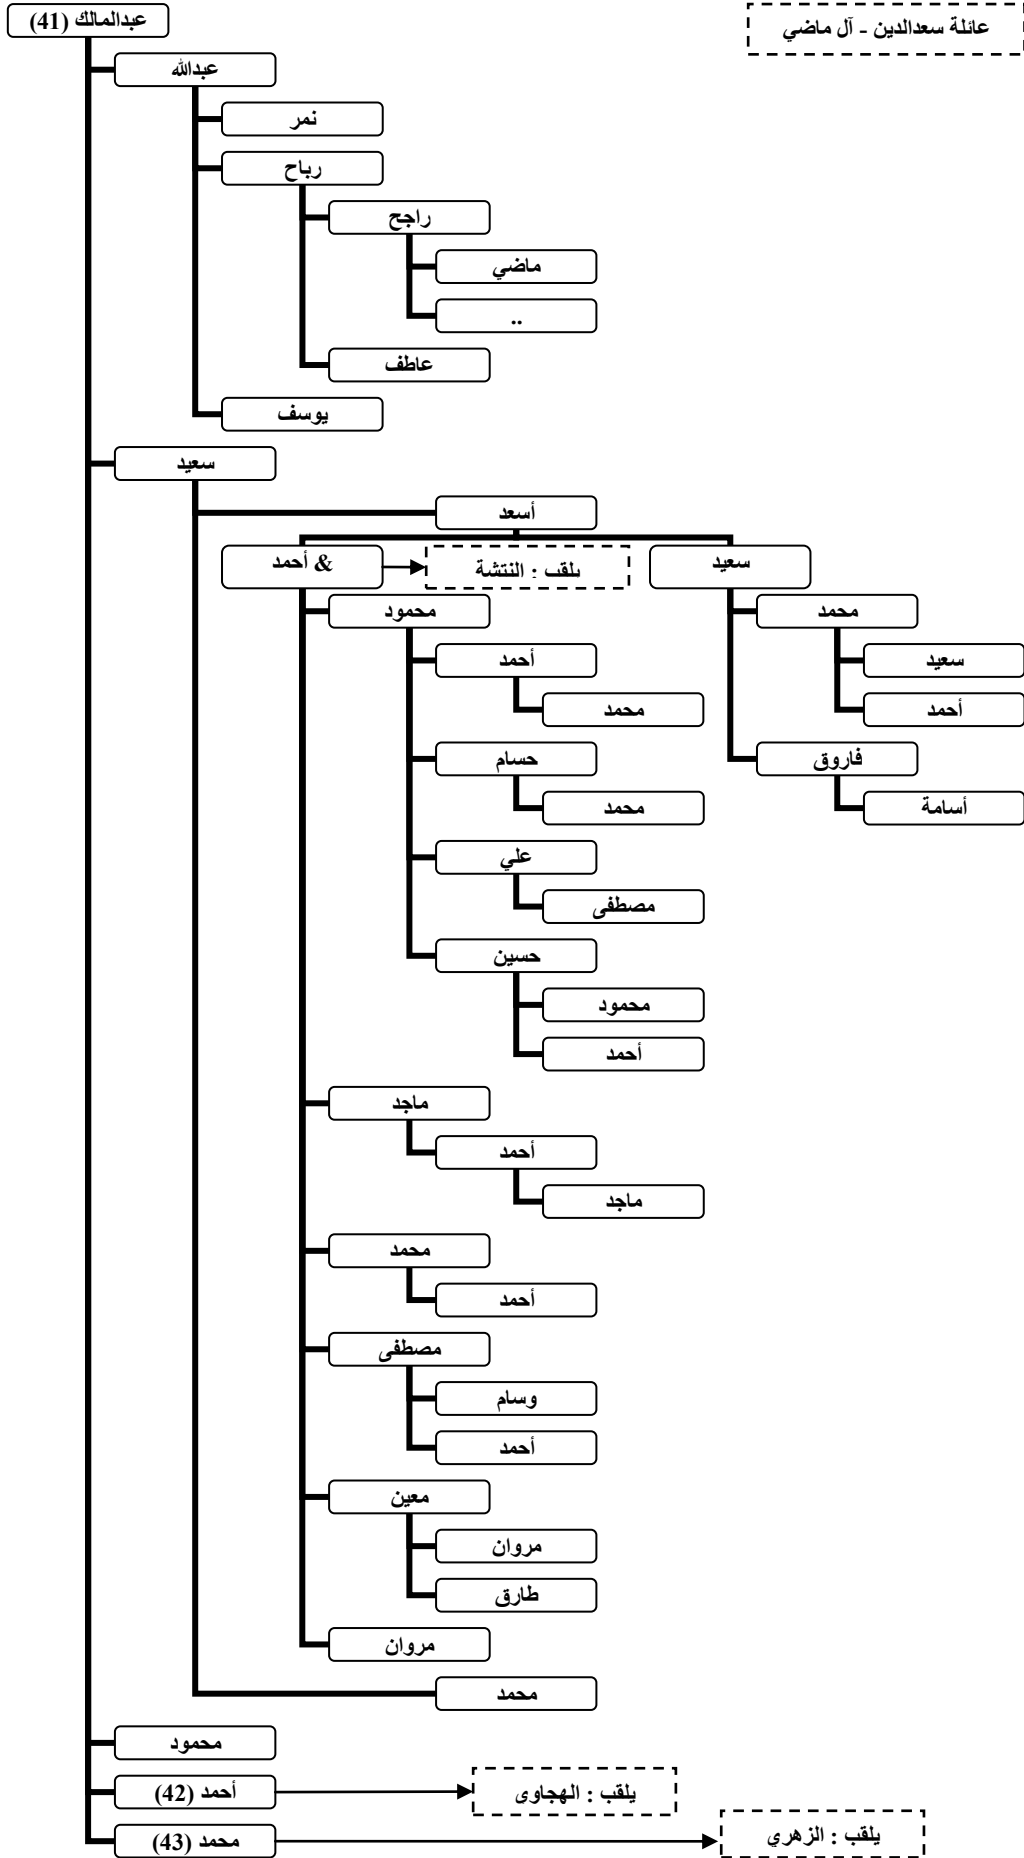 عبدالمالك (41)
عائلة سعدالدين - آل ماضي
عبدالله
نمر
رباح
راجح
ماضي
..
عاطف
يوسف
سعيد
أسعد
& أحمد
يلقب : النتشة
سعيد
محمود
محمد
أحمد
سعيد
محمد
أحمد
حسام
فاروق
محمد
أسامة
علي
مصطفى
حسين
محمود
أحمد
ماجد
أحمد
ماجد
محمد
أحمد
مصطفى
وسام
أحمد
معين
مروان
طارق
مروان
محمد
محمود
أحمد (42)
يلقب : الهجاوى
محمد (43)
يلقب : الزهري